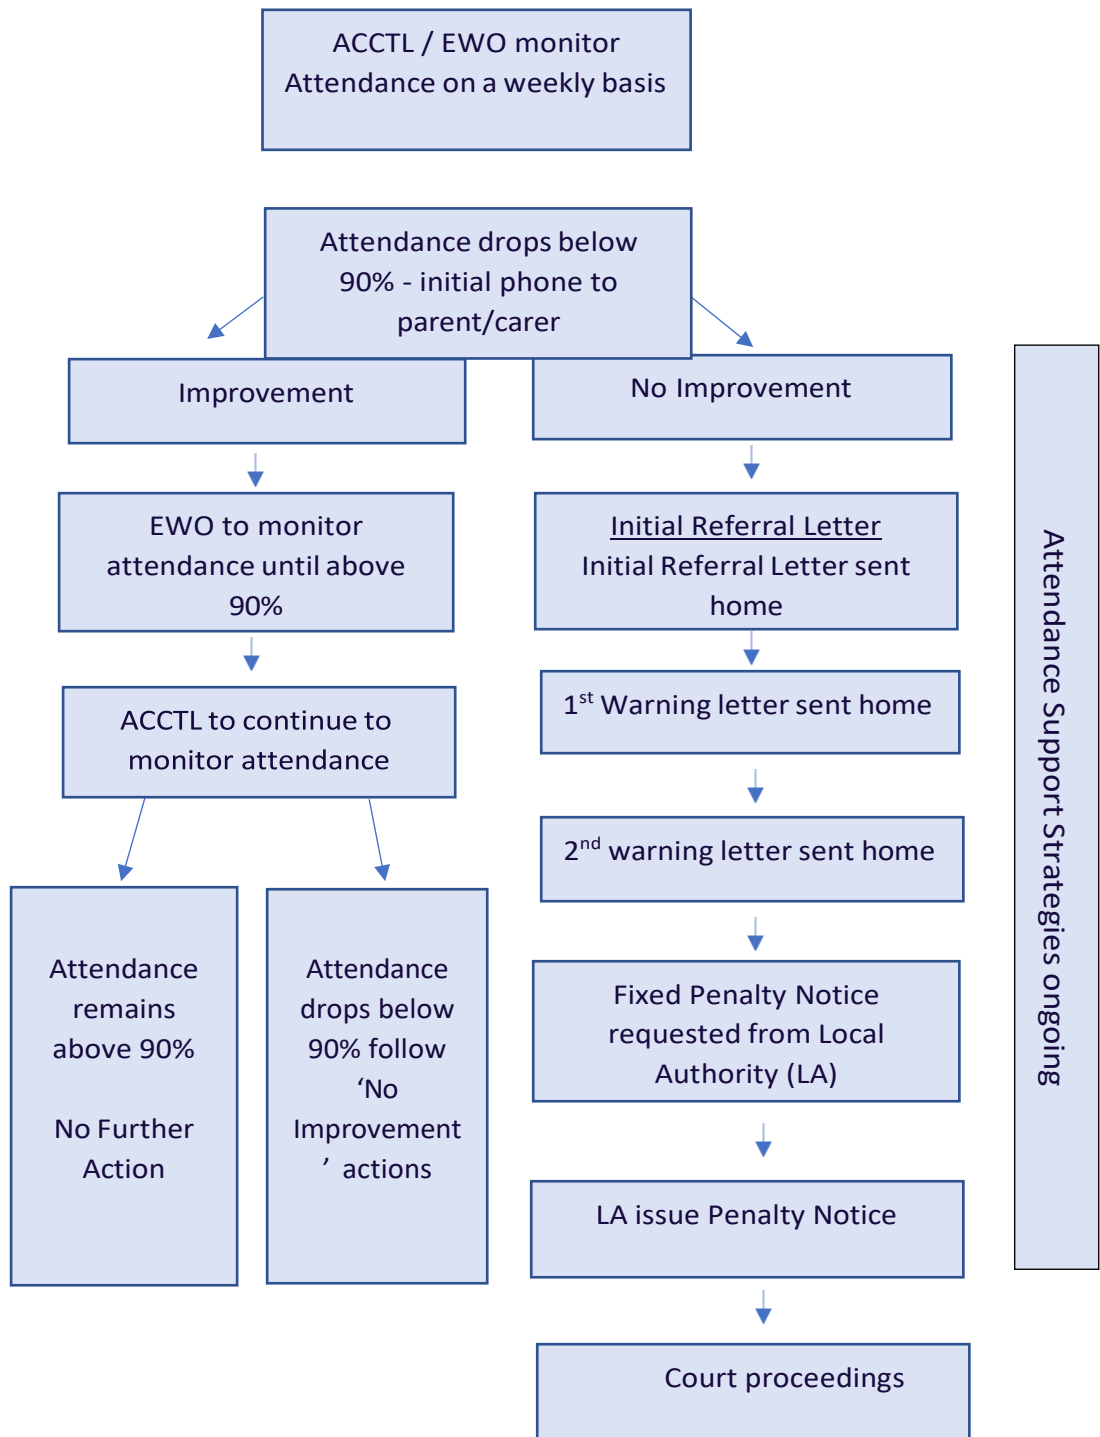 ACCTL / EWO monitor
Attendance on a weekly basis
Attendance drops below
90% - initial phone to
parent/carer
Improvement
No Improvement
EWO to monitor
attendance until above
90%
Initial Referral Letter
Initial Referral Letter sent
home
ACCTL to continue to
monitor attendance
1st Warning letter sent home
2nd warning letter sent home
Attendance
remains
above 90%
No Further
Action
Attendance
drops below
90% follow
‘No
Improvement
’ actions
Fixed Penalty Notice
requested from Local
Authority (LA)
LA issue Penalty Notice
Court proceedings
Attendance Support Strategies ongoing